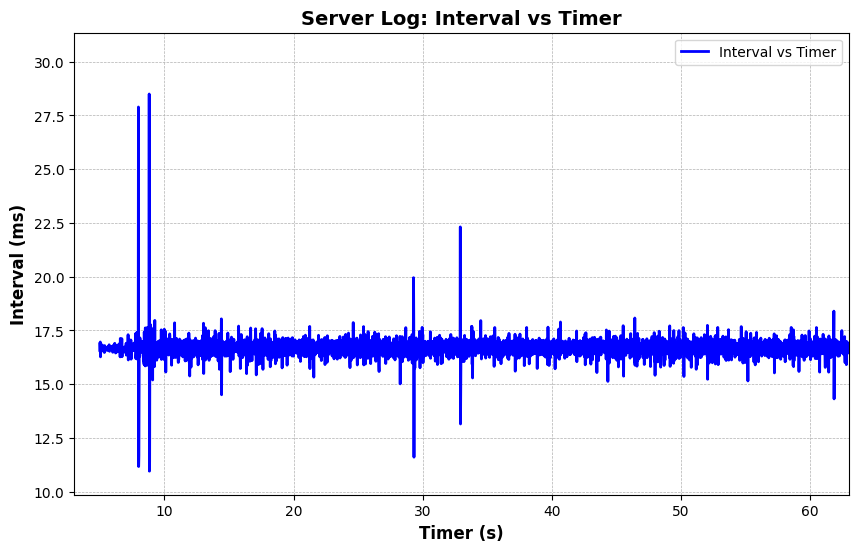 Server Log: Interval vs Timer
Interval vs Timer
Interval (ms)
30.0
27.5
25.0
22.5
20.0
17.5
15.0
12.5
10.0
10 20 30 40 50 60
Timer (s)